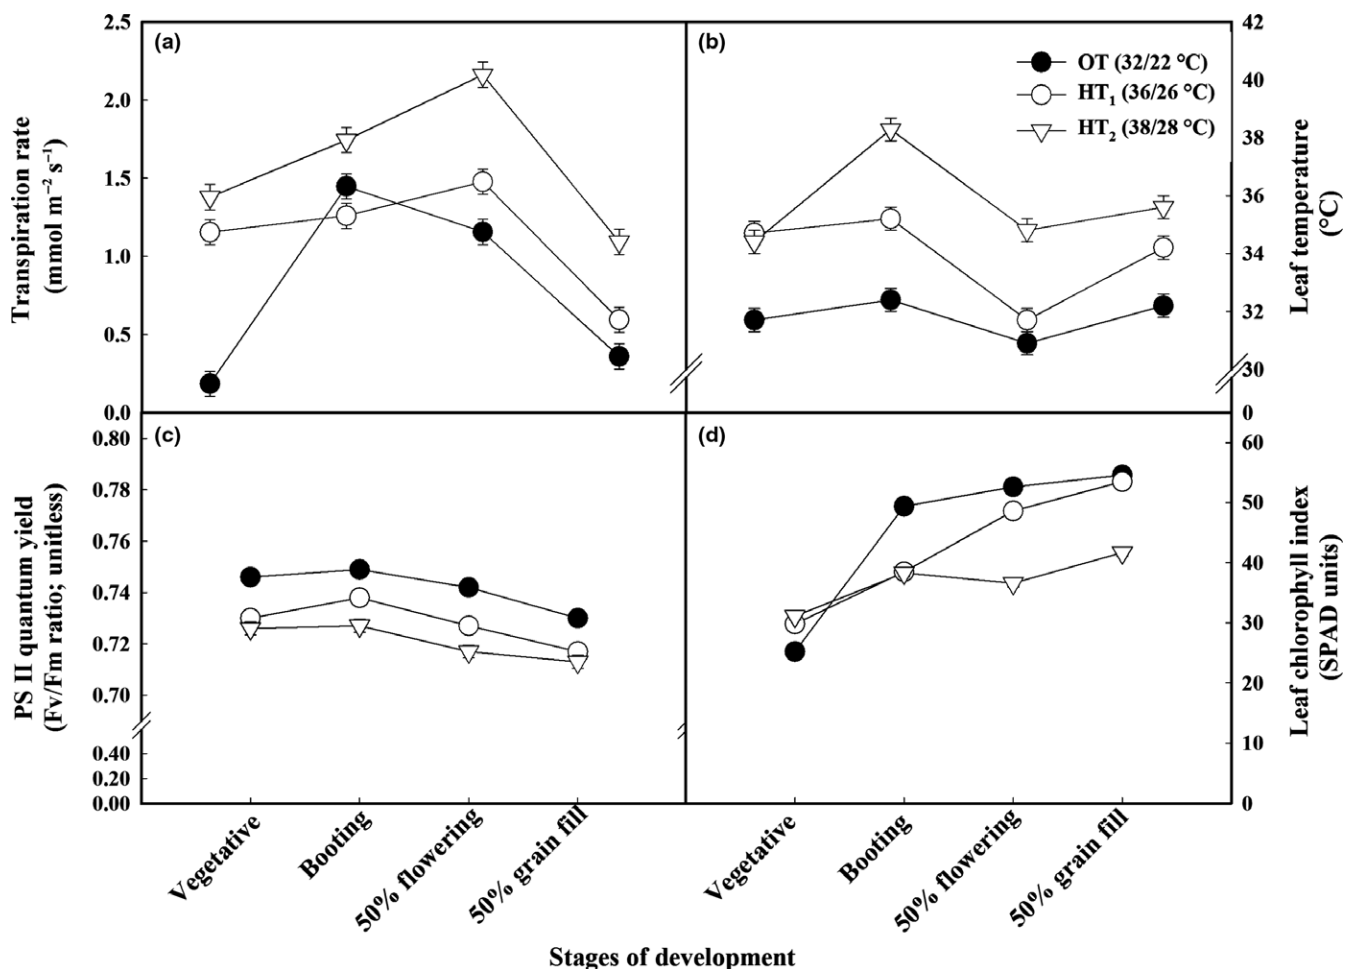 (a)
2.5
2.0
1.5
1.0
0.5
0.0
Transpiration rate
(mmol m⁻² s⁻¹)
(b)
OT (32/22 °C)
HT₁ (36/26 °C)
HT₂ (38/28 °C)
42
40
38
36
34
32
30
0
Leaf temperature
(°C)
(c)
0.80
0.78
0.76
0.74
0.72
0.70
0.40
0.20
0.00
PS II quantum yield
(Fv/Fm ratio; unitless)
(d)
60
50
40
30
20
10
0
Leaf chlorophyll index
(SPAD units)
Vegetative
Booting
50% flowering
50% grain fill
Vegetative
Booting
50% flowering
50% grain fill
Stages of development